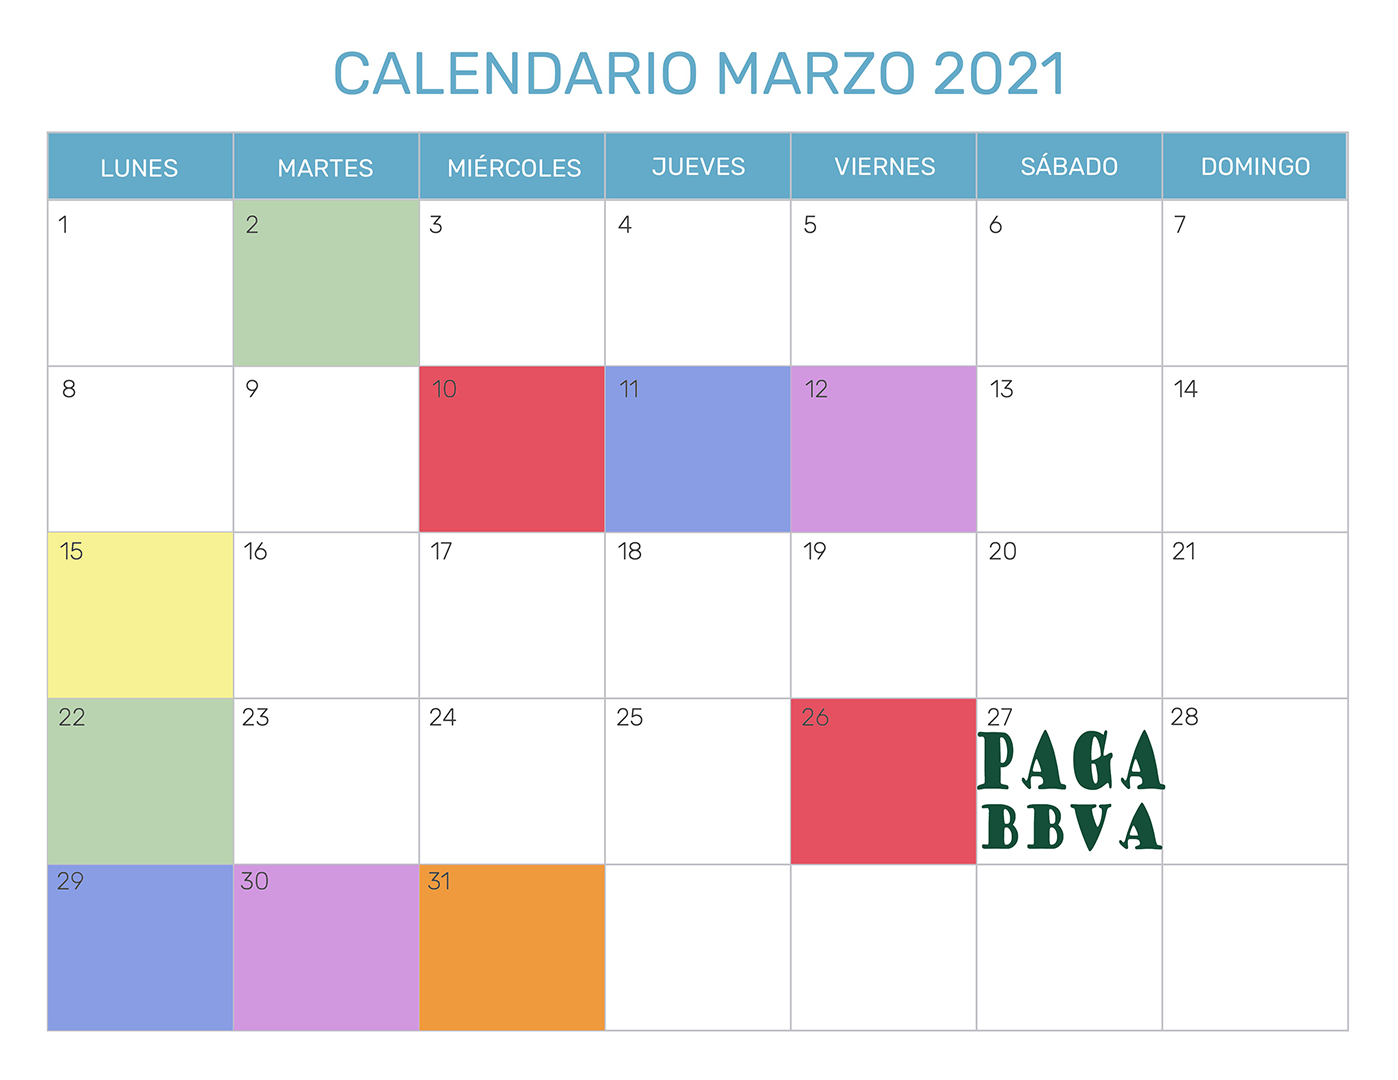 CALENDARIO MARZO 2021
LUNES MARTES MIÉRCOLES JUEVES VIERNES SÁBADO DOMINGO
1 2 3 4 5 6 7
8 9 10 11 12 13 14
15 16 17 18 19 20 21
22 23 24 25 26 27 28
PAGA
BBVA
29 30 31